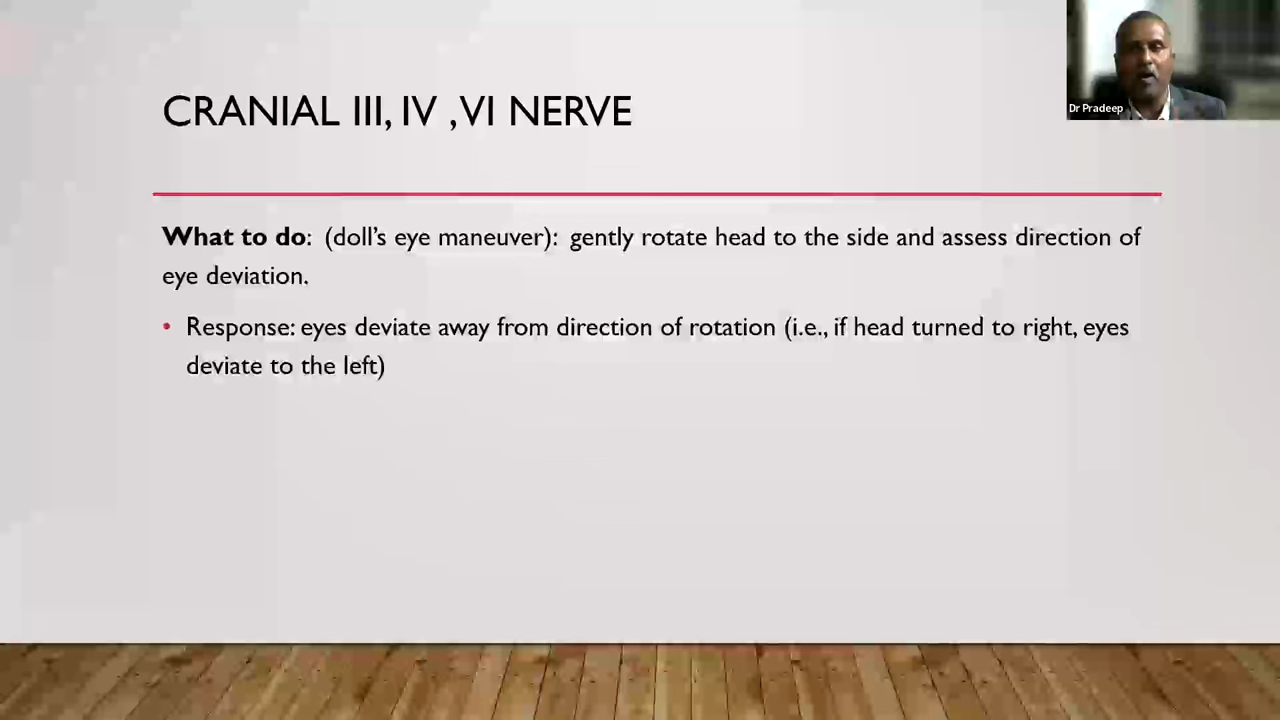 CRANIAL III, IV ,VI NERVE
Dr Pradeep
What to do:  (doll's eye maneuver):  gently rotate head to the side and assess direction of
eye deviation.
• Response: eyes deviate away from direction of rotation (i.e., if head turned to right, eyes
deviate to the left)